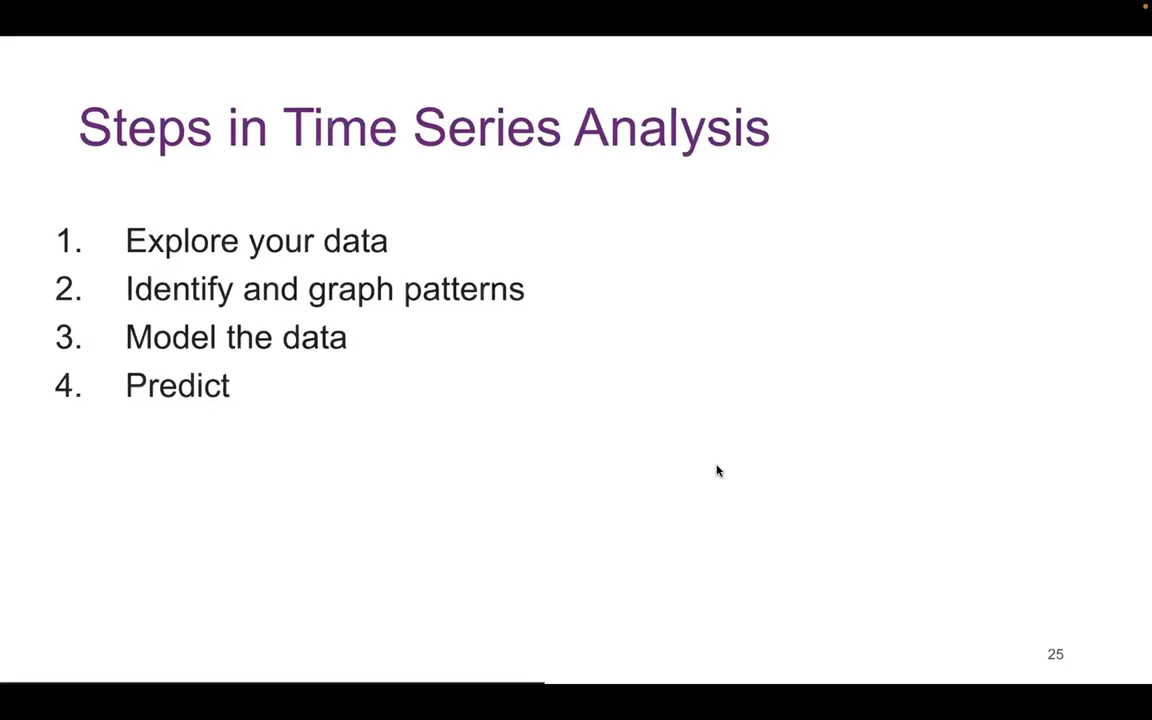 Steps in Time Series Analysis
1. Explore your data
2. Identify and graph patterns
3. Model the data
4. Predict
25